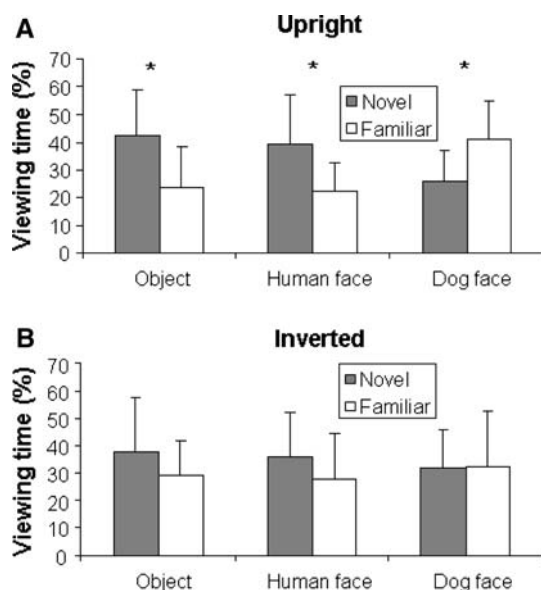 A
Upright
Viewing time (%)
70
60
50
40
30
20
10
0
* * *
Novel
Familiar
Object Human face Dog face
B
Inverted
Viewing time (%)
70
60
50
40
30
20
10
0
Novel
Familiar
Object Human face Dog face